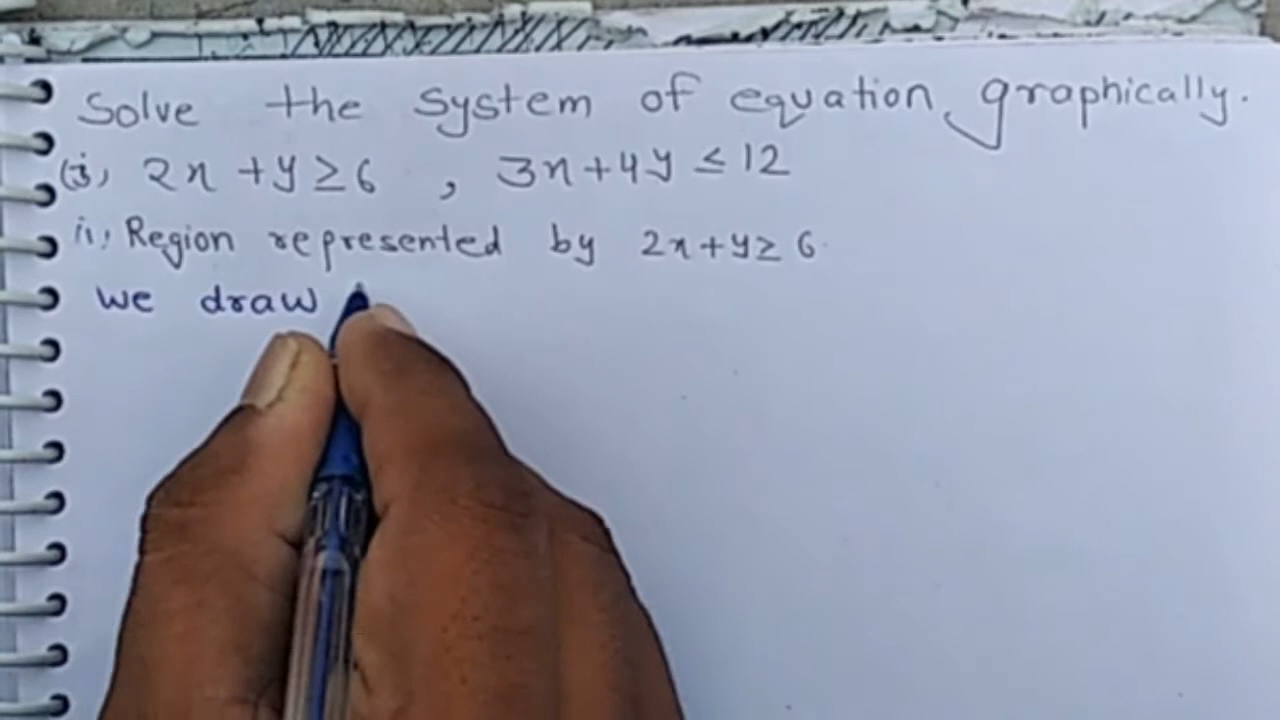 Solve the system of equation graphically.
(i), 2x + y ≥ 6 , 3x + 4y ≤ 12
i), Region represented by 2x + y ≥ 6
We draw